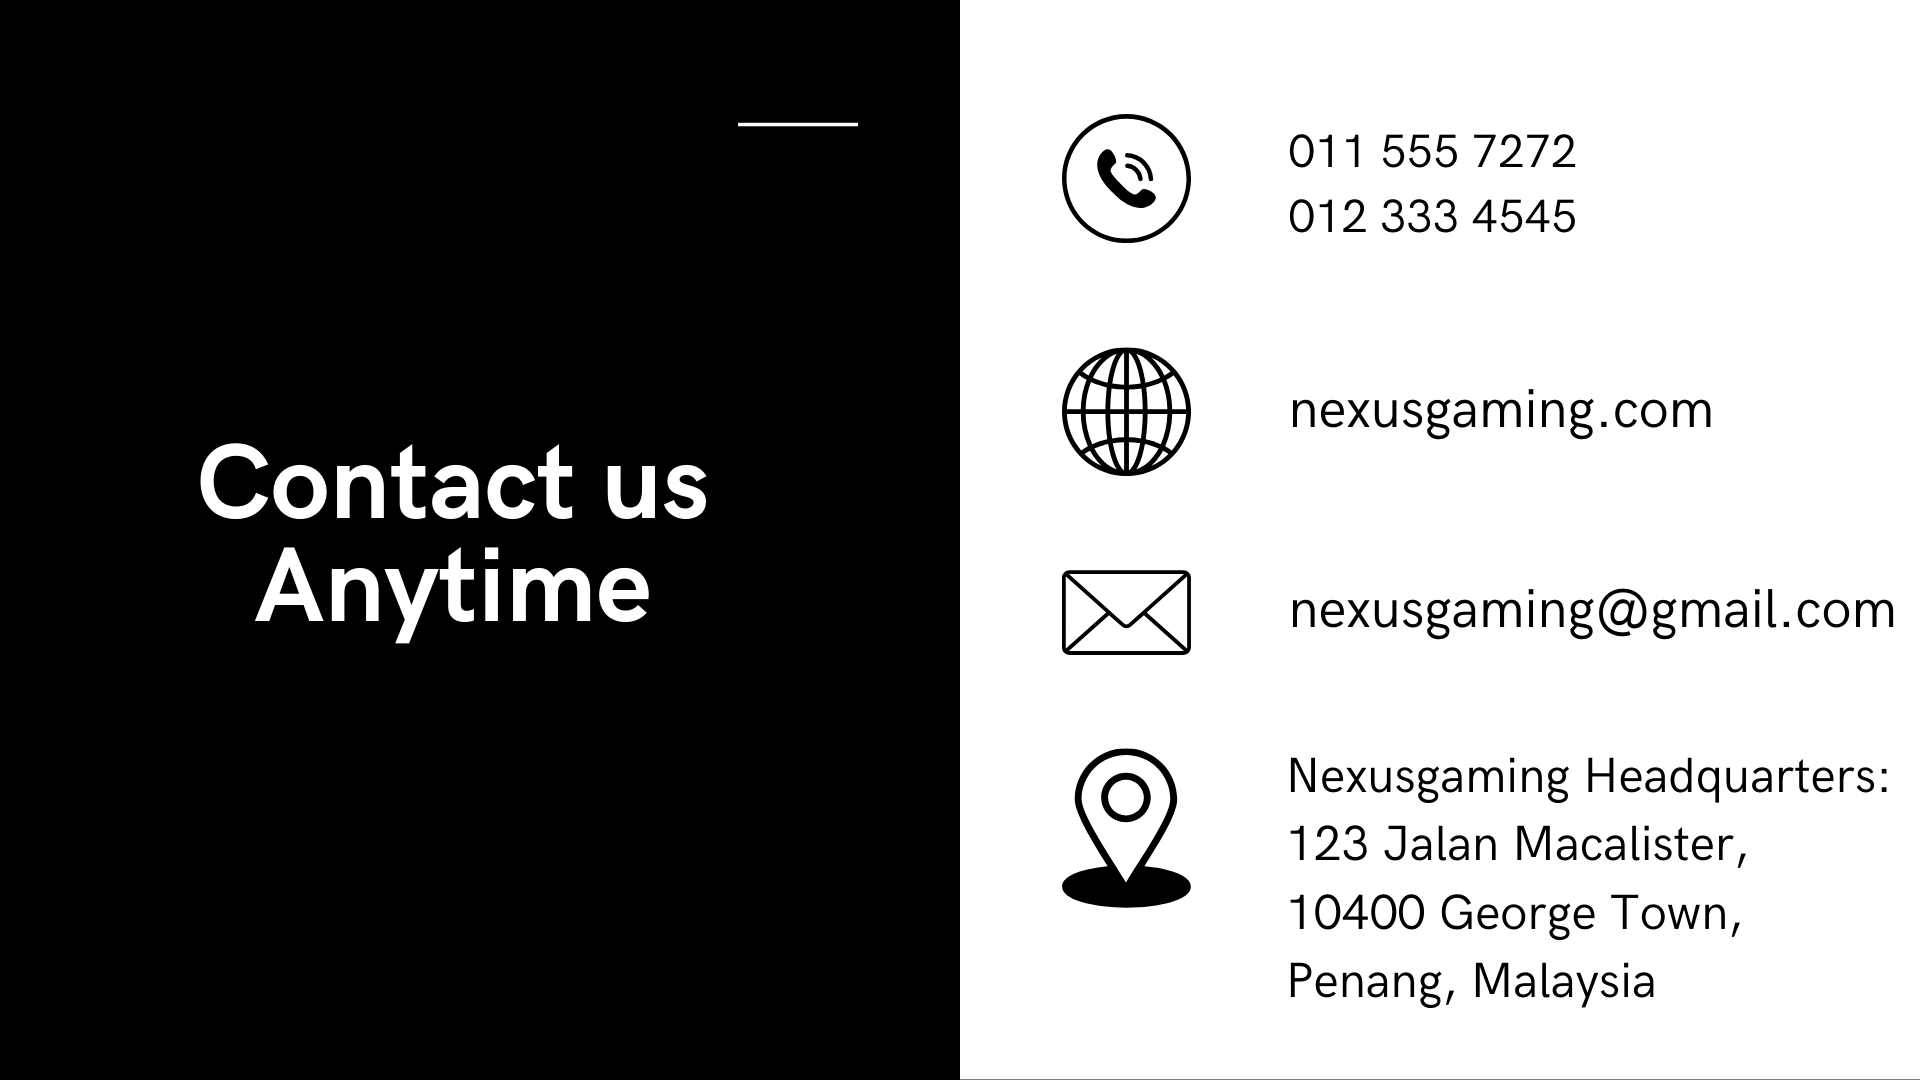 Contact us
Anytime
011 555 7272
012 333 4545
nexusgaming.com
nexusgaming@gmail.com
Nexusgaming Headquarters:
123 Jalan Macalister,
10400 George Town,
Penang, Malaysia